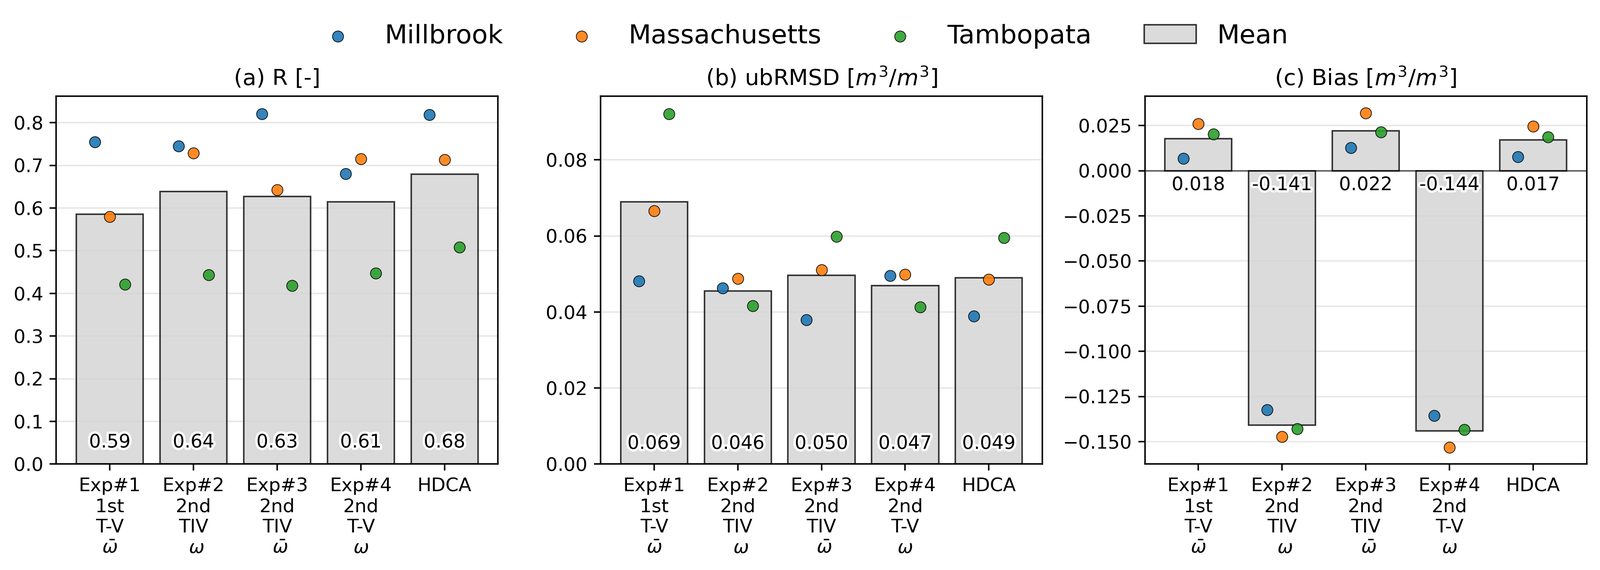 Millbrook Massachusetts Tambopata Mean
(a) R [-]
0.8
0.7
0.6
0.5
0.4
0.3
0.2
0.1
0.0
0.59 0.64 0.63 0.61 0.68
Exp#1 Exp#2 Exp#3 Exp#4 HDCA
1st 2nd 2nd 2nd
T-V TIV TIV T-V
ω̄ ω ω̄ ω
(b) ubRMSD [m³/m³]
0.08
0.06
0.04
0.02
0.00
0.069 0.046 0.050 0.047 0.049
Exp#1 Exp#2 Exp#3 Exp#4 HDCA
1st 2nd 2nd 2nd
T-V TIV TIV T-V
ω̄ ω ω̄ ω
(c) Bias [m³/m³]
0.025
0.000
−0.025
−0.050
−0.075
−0.100
−0.125
−0.150
0.018 -0.141 0.022 -0.144 0.017
Exp#1 Exp#2 Exp#3 Exp#4 HDCA
1st 2nd 2nd 2nd
T-V TIV TIV T-V
ω̄ ω ω̄ ω